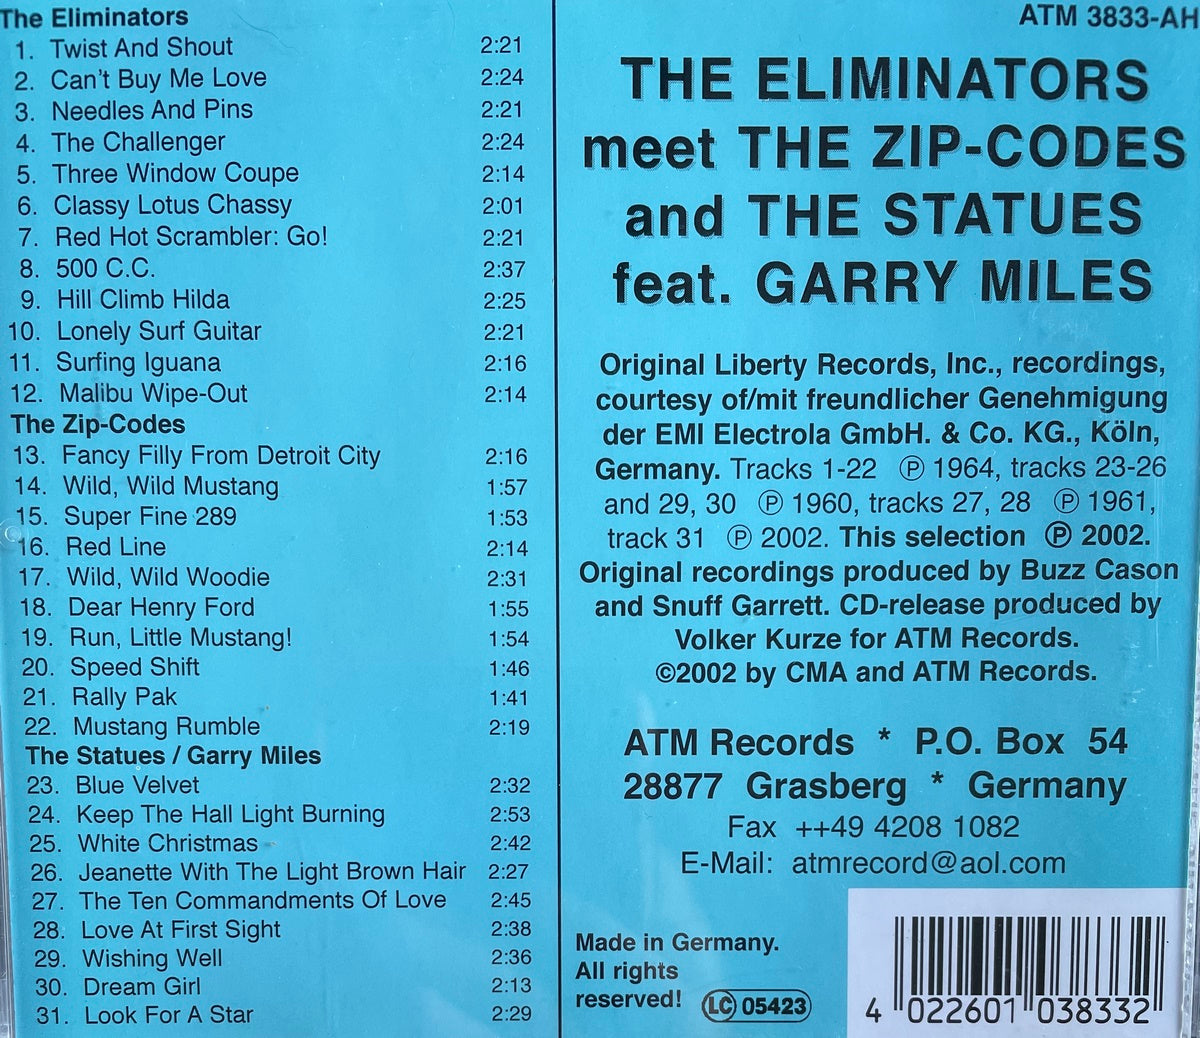 The Eliminators
1. Twist And Shout 2:21
2. Can't Buy Me Love 2:24
3. Needles And Pins 2:21
4. The Challenger 2:24
5. Three Window Coupe 2:14
6. Classy Lotus Chassy 2:01
7. Red Hot Scrambler: Go! 2:21
8. 500 C.C. 2:37
9. Hill Climb Hilda 2:25
10. Lonely Surf Guitar 2:21
11. Surfing Iguana 2:16
12. Malibu Wipe-Out 2:14
The Zip-Codes
13. Fancy Filly From Detroit City 2:16
14. Wild, Wild Mustang 1:57
15. Super Fine 289 1:53
16. Red Line 2:14
17. Wild, Wild Woodie 2:31
18. Dear Henry Ford 1:55
19. Run, Little Mustang! 1:54
20. Speed Shift 1:46
21. Rally Pak 1:41
22. Mustang Rumble 2:19
The Statues / Garry Miles
23. Blue Velvet 2:32
24. Keep The Hall Light Burning 2:53
25. White Christmas 2:42
26. Jeanette With The Light Brown Hair 2:27
27. The Ten Commandments Of Love 2:45
28. Love At First Sight 2:38
29. Wishing Well 2:36
30. Dream Girl 2:13
31. Look For A Star 2:29
ATM 3833-AH
THE ELIMINATORS
meet THE ZIP-CODES
and THE STATUES
feat. GARRY MILES
Original Liberty Records, Inc., recordings,
courtesy of/mit freundlicher Genehmigung
der EMI Electrola GmbH. & Co. KG., Köln,
Germany. Tracks 1-22 ℗ 1964, tracks 23-26
and 29, 30 ℗ 1960, tracks 27, 28 ℗ 1961,
track 31 ℗ 2002. This selection ℗ 2002.
Original recordings produced by Buzz Cason
and Snuff Garrett. CD-release produced by
Volker Kurze for ATM Records.
©2002 by CMA and ATM Records.
ATM Records * P.O. Box 54
28877 Grasberg * Germany
Fax ++49 4208 1082
E-Mail: atmrecord@aol.com
Made in Germany.
All rights
reserved! LC 05423
4 022601 038332